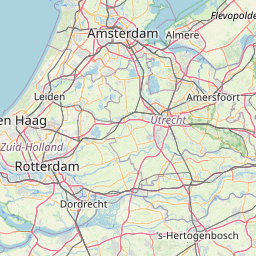 Flevopolde
Amsterdam
Almere
Leiden
Amersfoort
en Haag
Utrecht
Zuid-Holland
Rotterdam
Dordrecht
's-Hertogenbosch